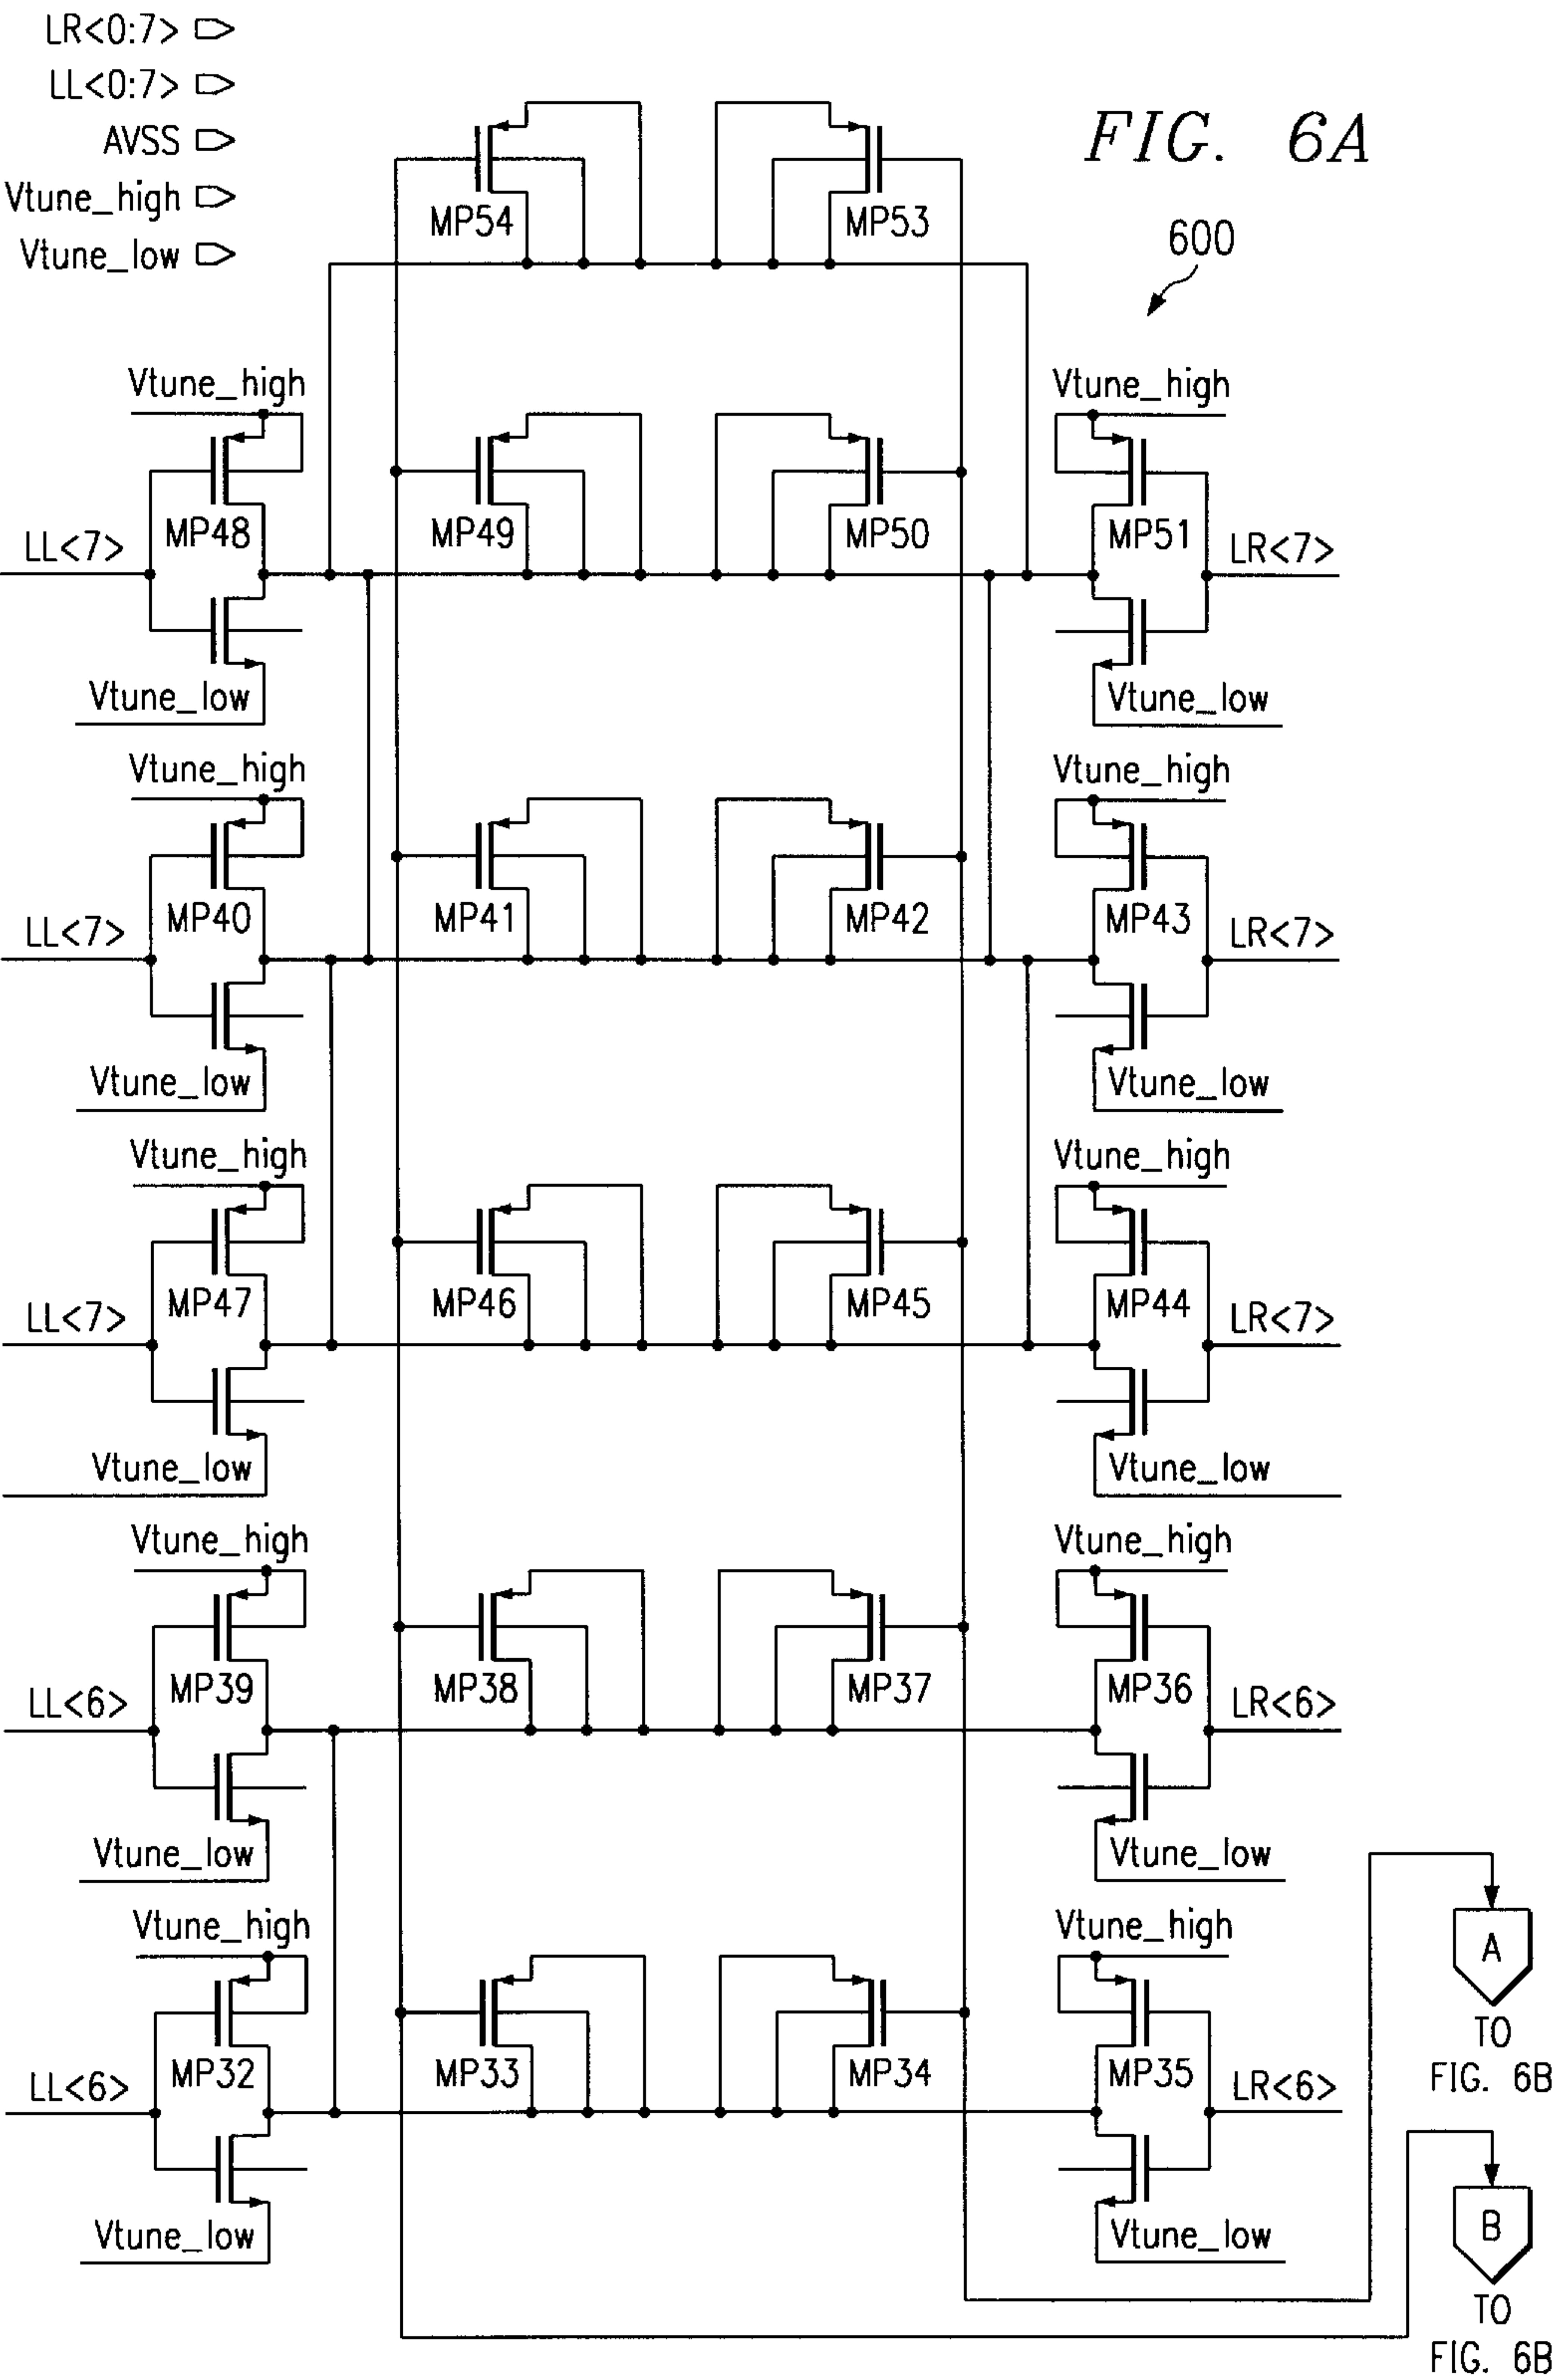 LR<0:7>
LL<0:7>
AVSS
Vtune_high
Vtune_low
FIG. 6A
600
MP54
MP53
Vtune_high
Vtune_high
MP48
MP49
MP50
MP51
LL<7>
LR<7>
Vtune_low
Vtune_low
Vtune_high
Vtune_high
MP40
MP41
MP42
MP43
LL<7>
LR<7>
Vtune_low
Vtune_low
Vtune_high
Vtune_high
MP47
MP46
MP45
MP44
LL<7>
LR<7>
Vtune_low
Vtune_low
Vtune_high
Vtune_high
MP39
MP38
MP37
MP36
LL<6>
LR<6>
Vtune_low
Vtune_low
Vtune_high
Vtune_high
A
TO
FIG. 6B
MP32
MP33
MP34
MP35
LL<6>
LR<6>
Vtune_low
Vtune_low
B
TO
FIG. 6B